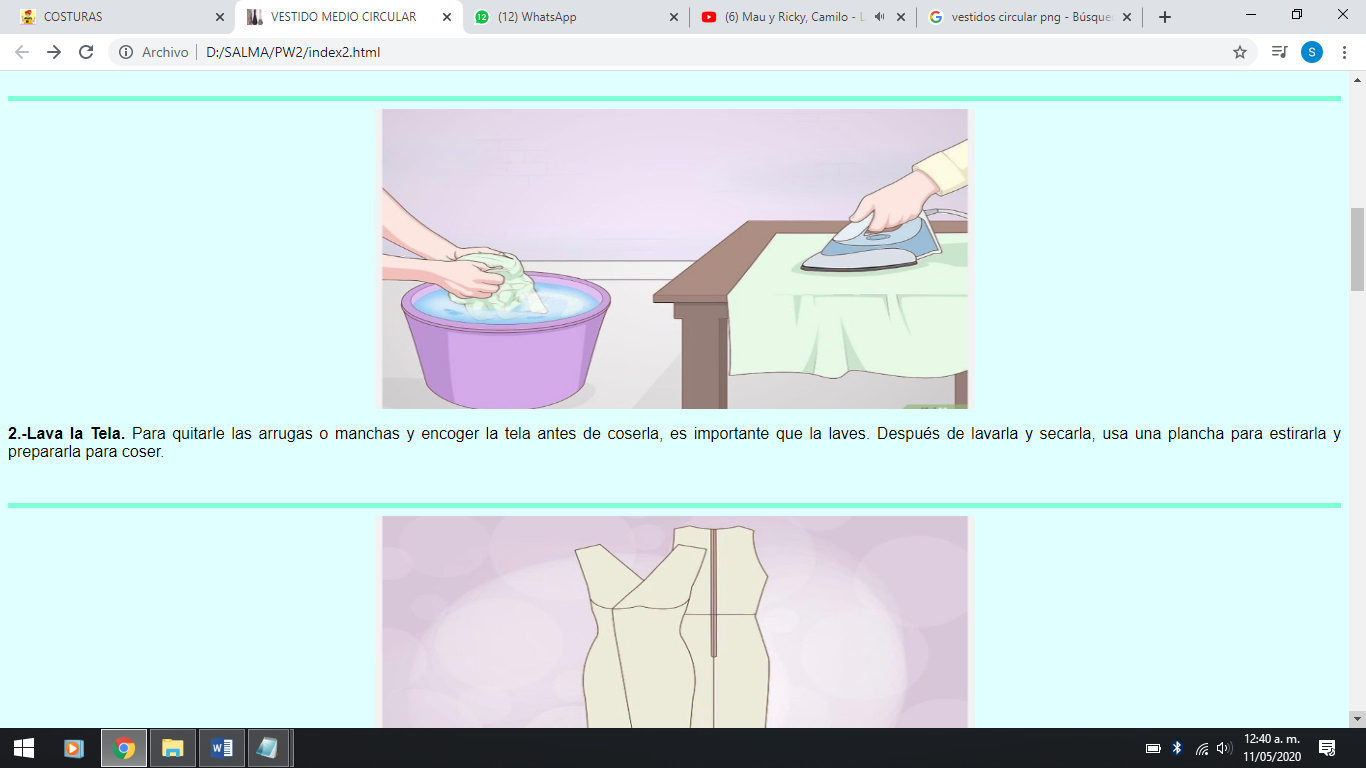 COSTURAS
VESTIDO MEDIO CIRCULAR
(12) WhatsApp
(6) Mau y Ricky, Camilo - L
vestidos circular png - Búsque
Archivo D:/SALMA/PW2/index2.html
S
2.-Lava la Tela. Para quitarle las arrugas o manchas y encoger la tela antes de coserla, es importante que la laves. Después de lavarla y secarla, usa una plancha para estirarla y
prepararla para coser.
12:40 a. m.
11/05/2020